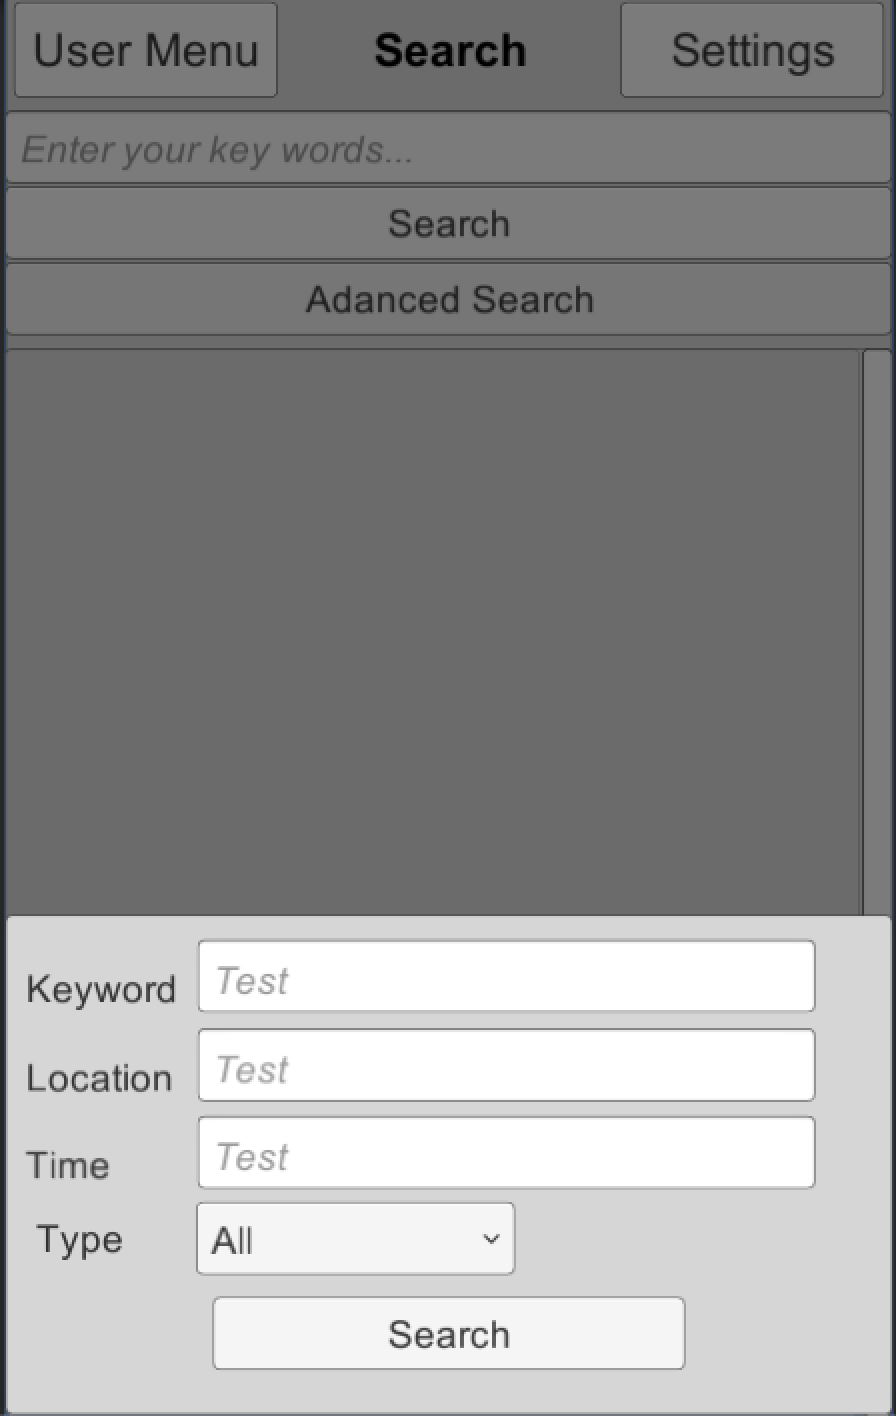 User Menu Search Settings
Enter your key words...
Search
Adanced Search
Keyword Test
Location Test
Time Test
Type All
Search